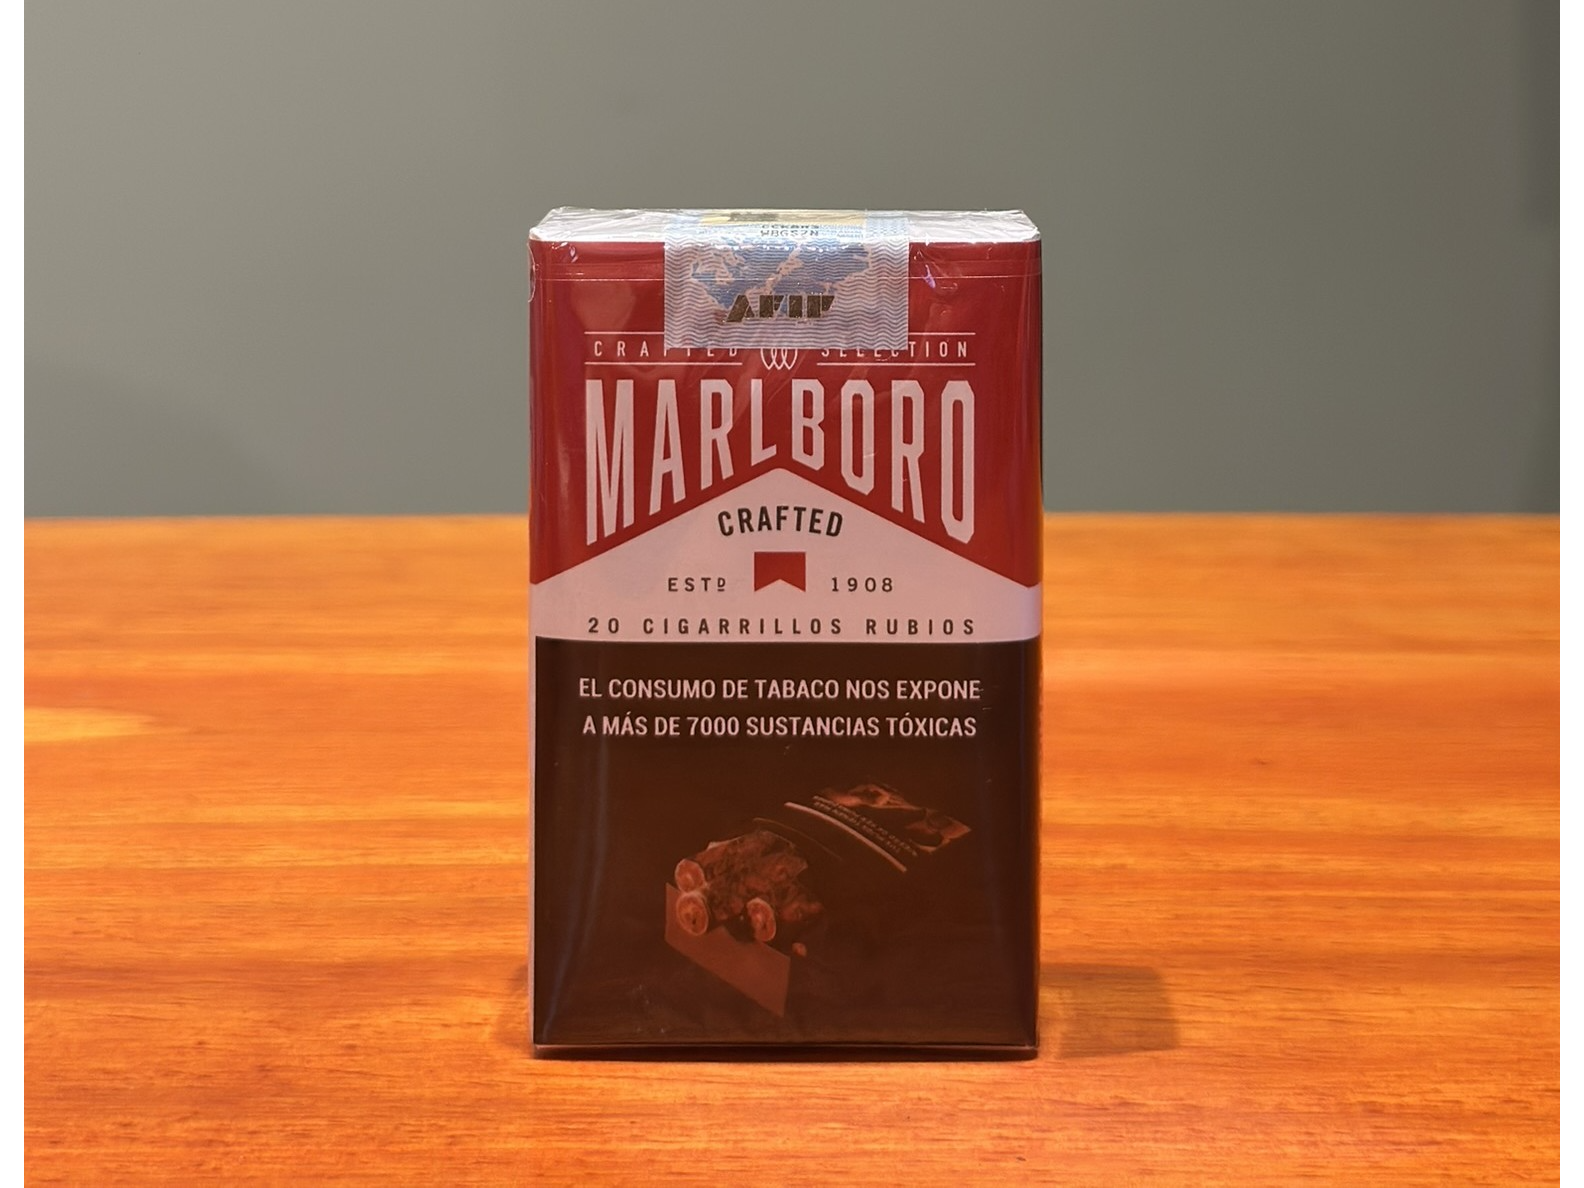 AFIP
CRAFTED SELECTION
MARLBORO
CRAFTED
ESTD 1908
20 CIGARRILLOS RUBIOS
EL CONSUMO DE TABACO NOS EXPONE
A MÁS DE 7000 SUSTANCIAS TÓXICAS